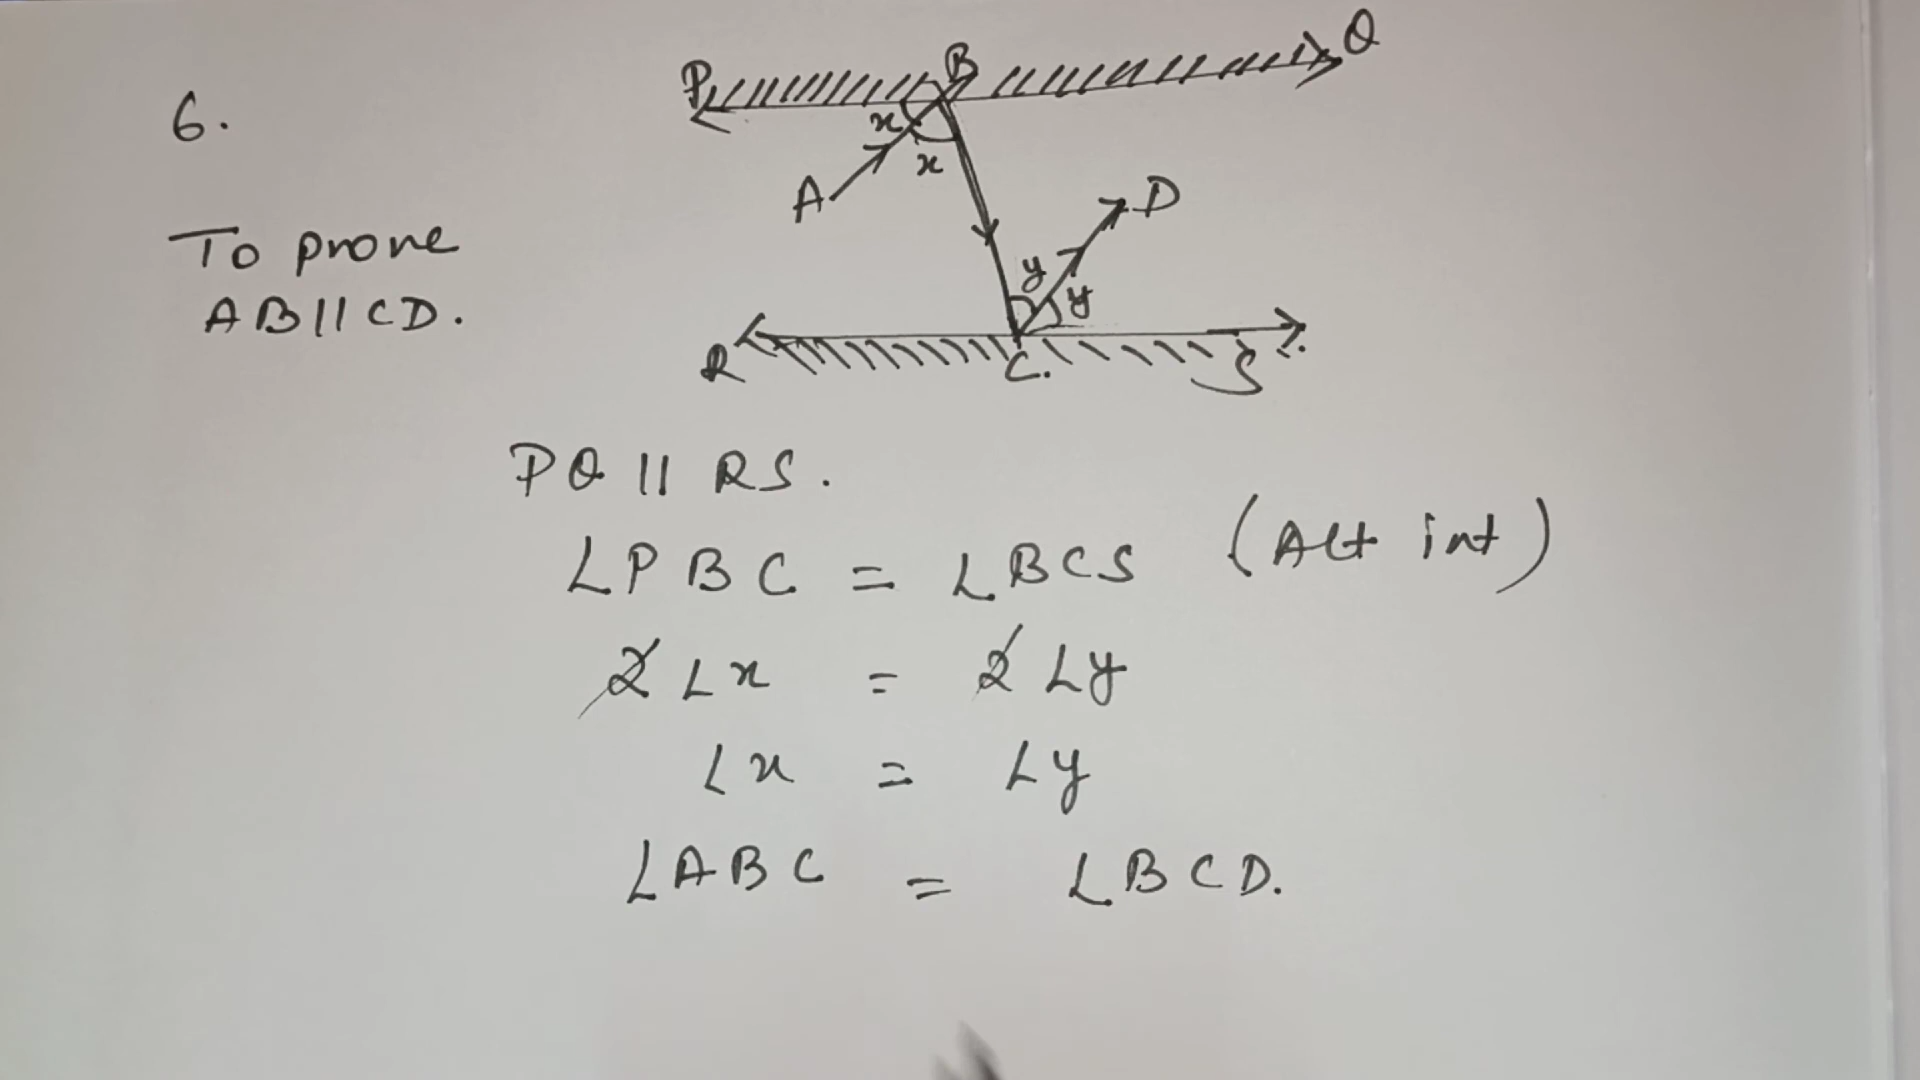 6.
P B Q
x
x
A
D
y
y
R C. S
To prove
AB || CD.
PQ || RS.
∠PBC = ∠BCS (Alt int)
2∠x = 2∠y
∠x = ∠y
∠ABC = ∠BCD.